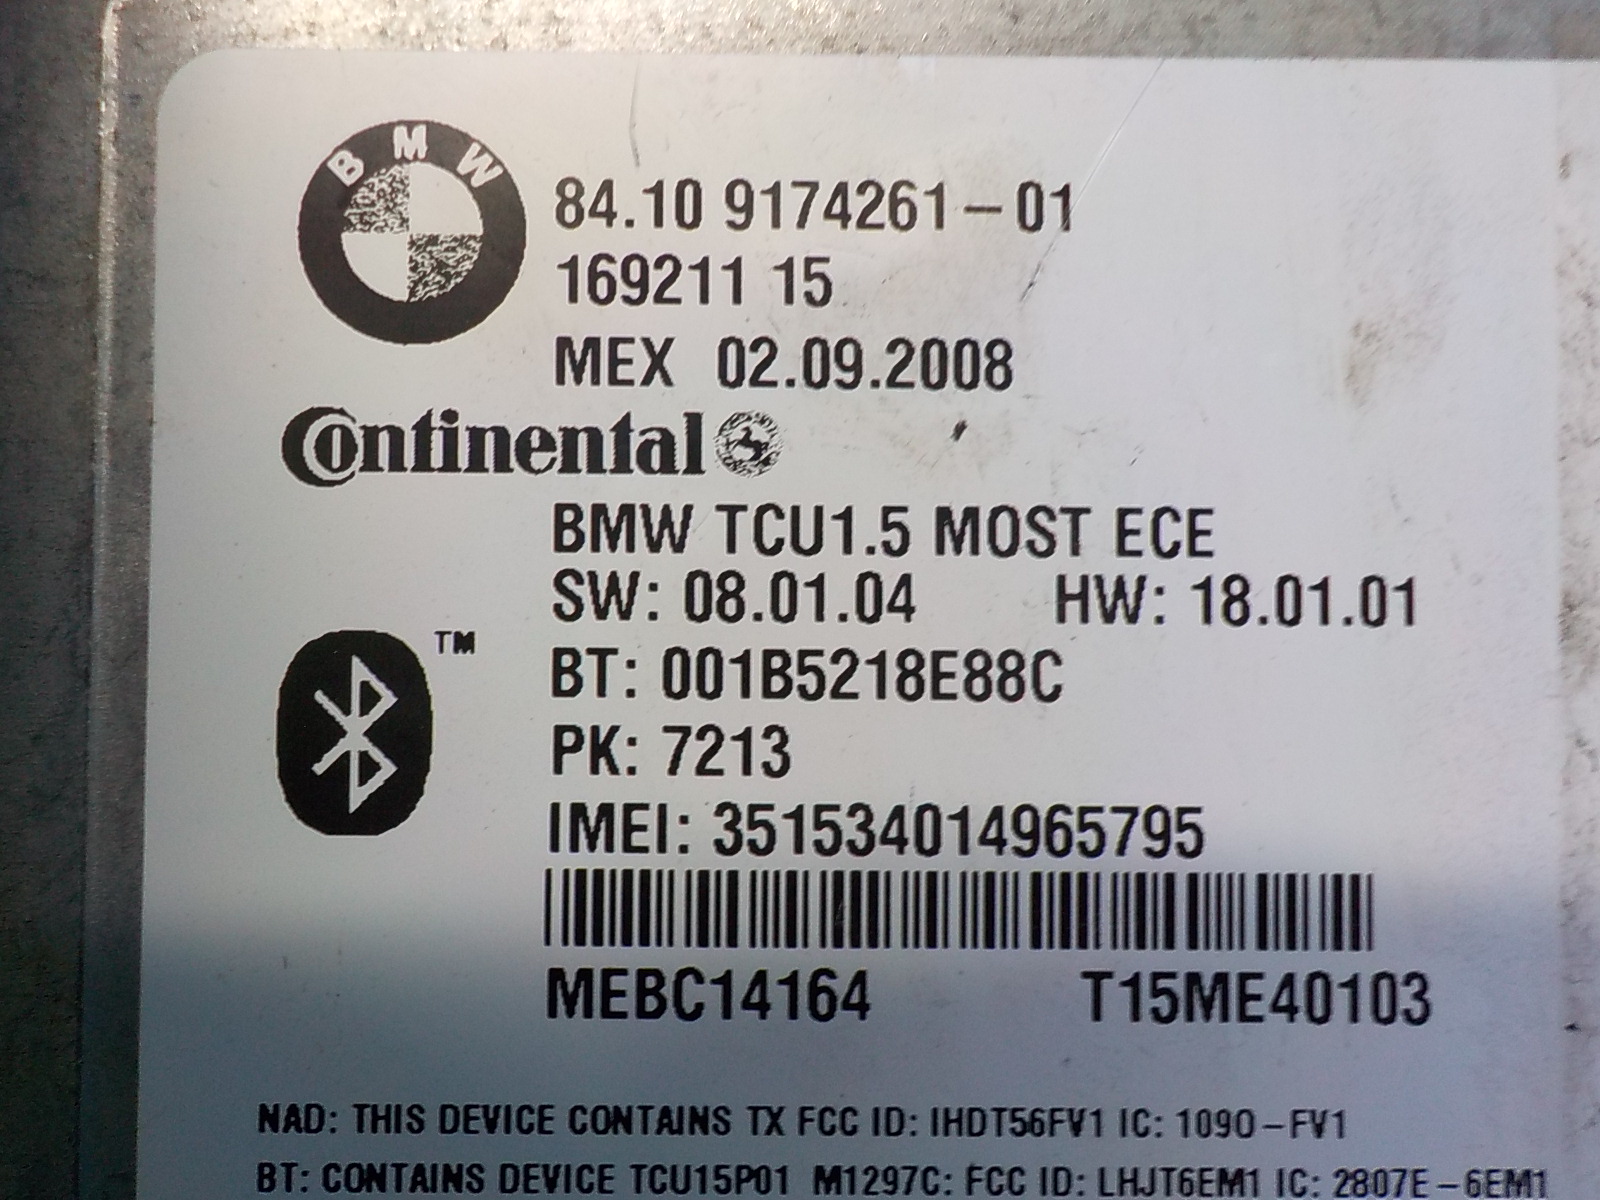 BMW
84.10 9174261-01
169211 15
MEX 02.09.2008
Continental
BMW TCU1.5 MOST ECE
SW: 08.01.04 HW: 18.01.01
TM
BT: 001B5218E88C
PK: 7213
IMEI: 351534014965795
MEBC14164 T15ME40103
NAD: THIS DEVICE CONTAINS TX FCC ID: IHDT56FV1 IC: 1090-FV1
BT: CONTAINS DEVICE TCU15P01 M1297C: FCC ID: LHJT6EM1 IC: 2807E-6EM1